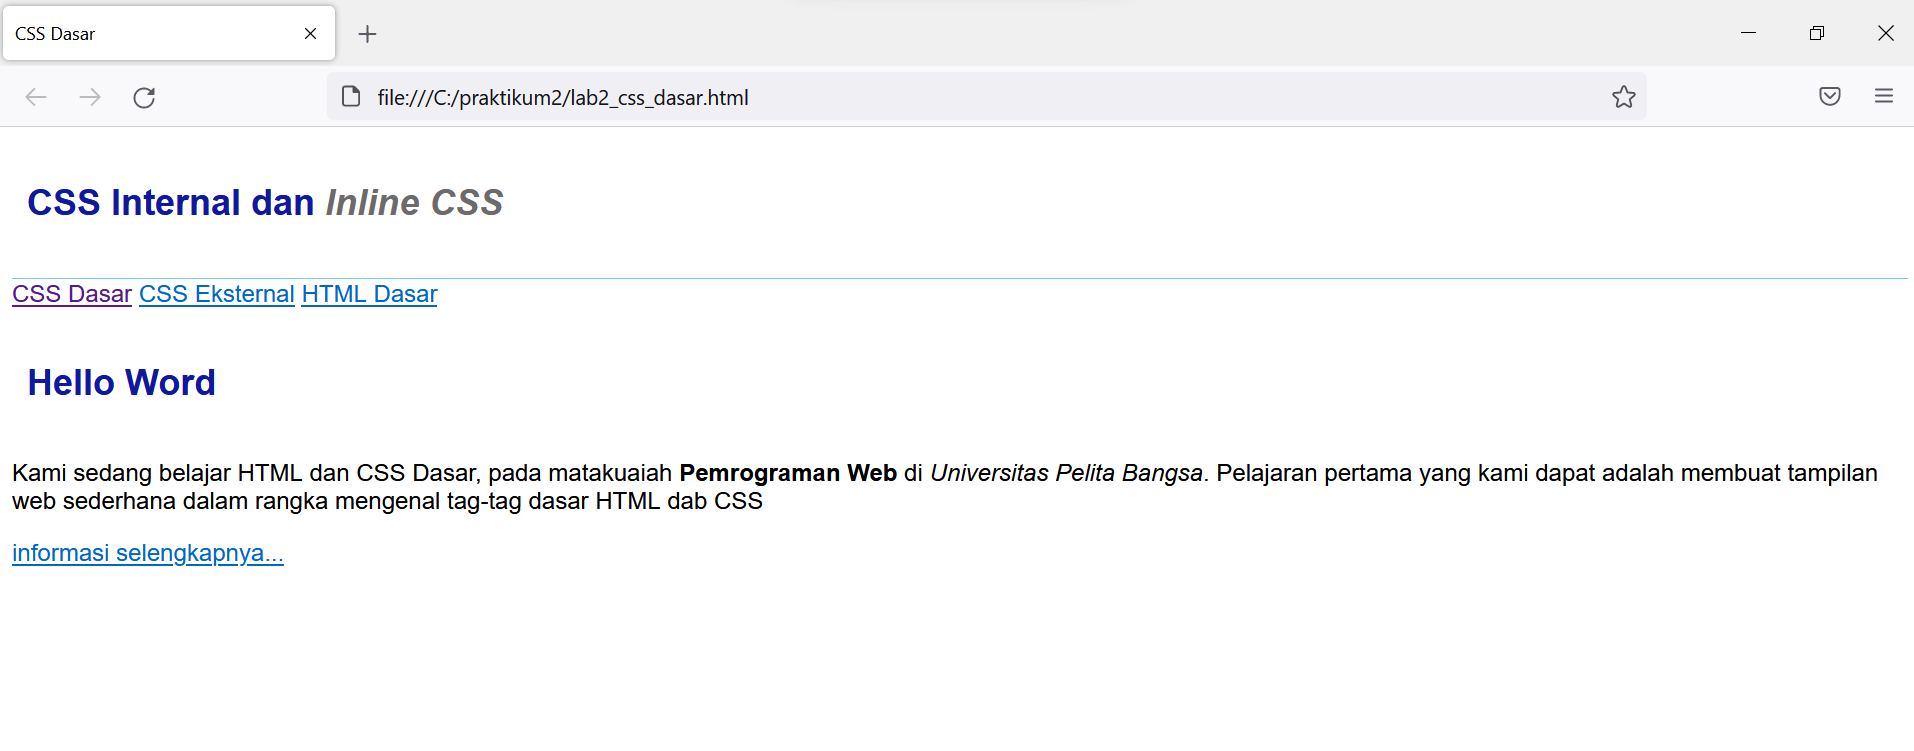 CSS Dasar
file:///C:/praktikum2/lab2_css_dasar.html
CSS Internal dan Inline CSS
CSS Dasar CSS Eksternal HTML Dasar
Hello Word
Kami sedang belajar HTML dan CSS Dasar, pada matakuaiah Pemrograman Web di Universitas Pelita Bangsa. Pelajaran pertama yang kami dapat adalah membuat tampilan
web sederhana dalam rangka mengenal tag-tag dasar HTML dab CSS
informasi selengkapnya...